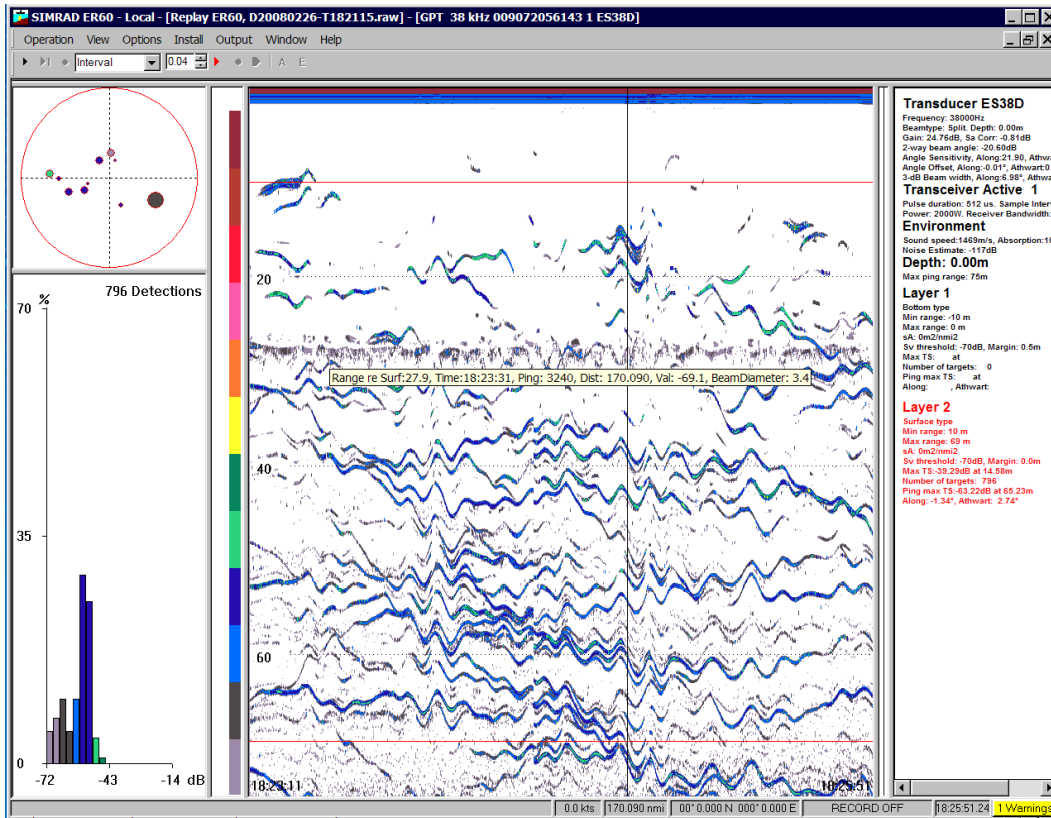 SIMRAD ER60 - Local - [Replay ER60, D20080226-T182115.raw] - [GPT 38 kHz 009072056143 1 ES38D]
Operation View Options Install Output Window Help
Interval 0.04 A E
796 Detections
70 %
35
0
-72 -43 -14 dB
20
Range re Surf:27.9, Time:18:23:31, Ping: 3240, Dist: 170.090, Val: -69.1, BeamDiameter: 3.4
40
60
18:23:11 18:25:51
Transducer ES38D
Frequency: 38000Hz
Beamtype: Split. Depth: 0.00m
Gain: 24.76dB, Sa Corr: -0.81dB
2-way beam angle: -20.60dB
Angle Sensitivity, Along:21.90, Athw
Angle Offset, Along:-0.01°, Athwart:0.
3-dB Beam width, Along:6.98°, Athwa
Transceiver Active 1
Pulse duration: 512 us. Sample Inter
Power: 2000W. Receiver Bandwidth:
Environment
Sound speed:1469m/s, Absorption:10
Noise Estimate: -117dB
Depth: 0.00m
Max ping range: 75m
Layer 1
Bottom type
Min range: -10 m
Max range: 0 m
sA: 0m2/nmi2
Sv threshold: -70dB, Margin: 0.5m
Max TS: at
Number of targets: 0
Ping max TS: at
Along: , Athwart:
Layer 2
Surface type
Min range: 10 m
Max range: 69 m
sA: 0m2/nmi2
Sv threshold: -70dB, Margin: 0.0m
Max TS:-39.29dB at 14.58m
Number of targets: 796
Ping max TS:-63.22dB at 65.23m
Along: -1.34°, Athwart: 2.74°
0.0 kts 170.090 nmi 00° 0.000 N 000° 0.000 E RECORD OFF 18:25:51.24 1 Warnings